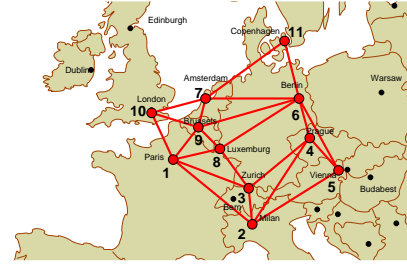 Edinburgh
Copenhagen 11
Dublin
Amsterdam
7
Berlin
6
Warsaw
London
10
Brussels
9
Prague
4
Paris
1
Luxemburg
8
Vienna
5
Zurich
3
Budabest
Bern
Milan
2